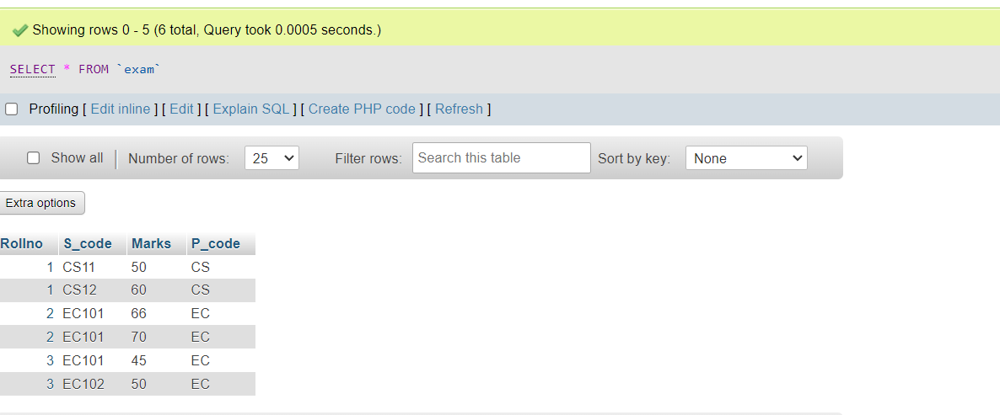 Showing rows 0 - 5 (6 total, Query took 0.0005 seconds.)
SELECT * FROM `exam`
Profiling [ Edit inline ] [ Edit ] [ Explain SQL ] [ Create PHP code ] [ Refresh ]
Show all Number of rows: 25 Filter rows: Search this table Sort by key: None
Extra options
Rollno S_code Marks P_code
1 CS11 50 CS
1 CS12 60 CS
2 EC101 66 EC
2 EC101 70 EC
3 EC101 45 EC
3 EC102 50 EC